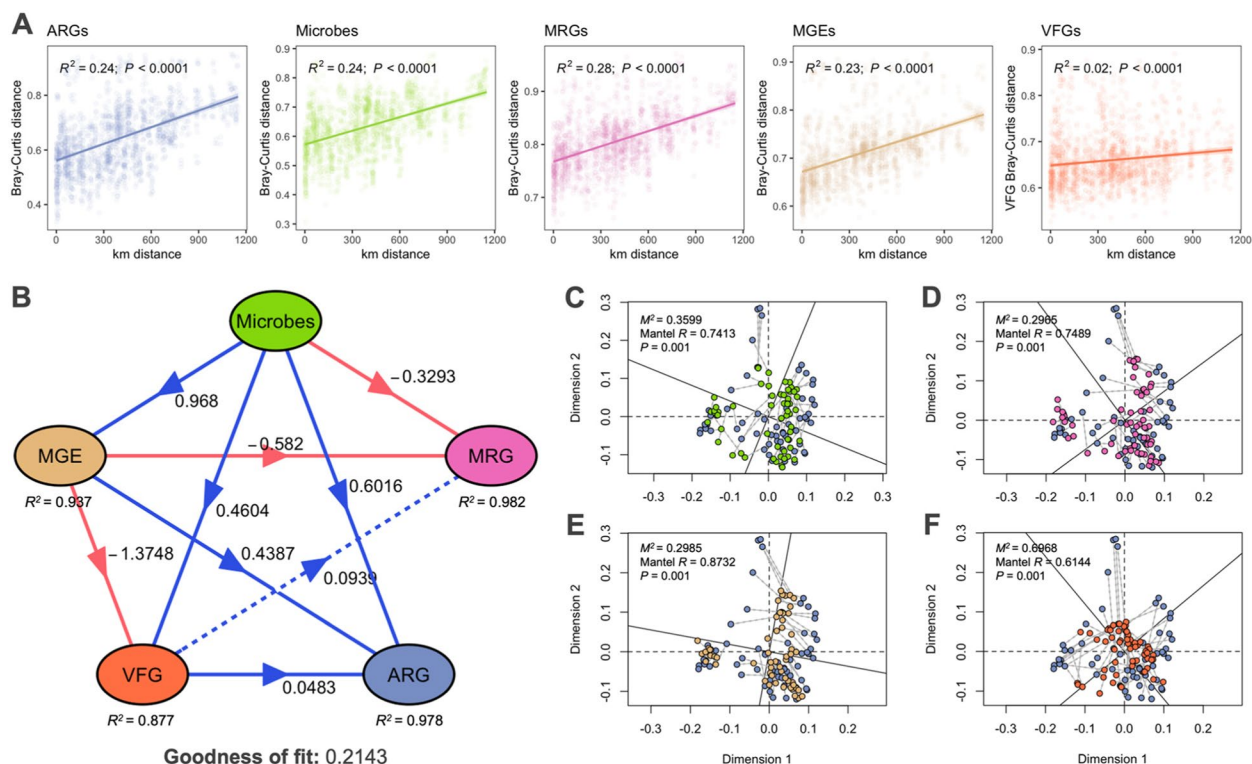 A
ARGs
Microbes
MRGs
MGEs
VFGs
R² = 0.24; P < 0.0001
R² = 0.24; P < 0.0001
R² = 0.28; P < 0.0001
R² = 0.23; P < 0.0001
R² = 0.02; P < 0.0001
Bray-Curtis distance
0.8
0.6
0.4
0 300 600 900 1200
km distance
Bray-Curtis distance
0.9
0.8
0.7
0.6
0.5
0.4
0.3
0 300 600 900 1200
km distance
Bray-Curtis distance
0.9
0.8
0.7
0 300 600 900 1200
km distance
Bray-Curtis distance
0.9
0.8
0.7
0.6
0 300 600 900 1200
km distance
VFG Bray-Curtis distance
0.9
0.8
0.7
0.6
0 300 600 900 1200
km distance
B
Microbes
−0.3293
0.968
MGE
−0.582
MRG
R² = 0.937
R² = 0.982
0.6016
0.4604
−1.3748
0.4387
0.0939
VFG
ARG
0.0483
R² = 0.877
R² = 0.978
Goodness of fit: 0.2143
C
M² = 0.3599
Mantel R = 0.7413
P = 0.001
Dimension 2
0.3
0.2
0.1
0.0
-0.1
-0.3 -0.2 -0.1 0.0 0.1 0.2 0.3
D
M² = 0.2965
Mantel R = 0.7489
P = 0.001
Dimension 2
0.3
0.2
0.1
0.0
-0.1
-0.3 -0.2 -0.1 0.0 0.1 0.2
E
M² = 0.2985
Mantel R = 0.8732
P = 0.001
Dimension 2
0.3
0.2
0.1
0.0
-0.1
-0.3 -0.2 -0.1 0.0 0.1 0.2
Dimension 1
F
M² = 0.6968
Mantel R = 0.6144
P = 0.001
Dimension 2
0.3
0.2
0.1
0.0
-0.1
-0.3 -0.2 -0.1 0.0 0.1 0.2
Dimension 1